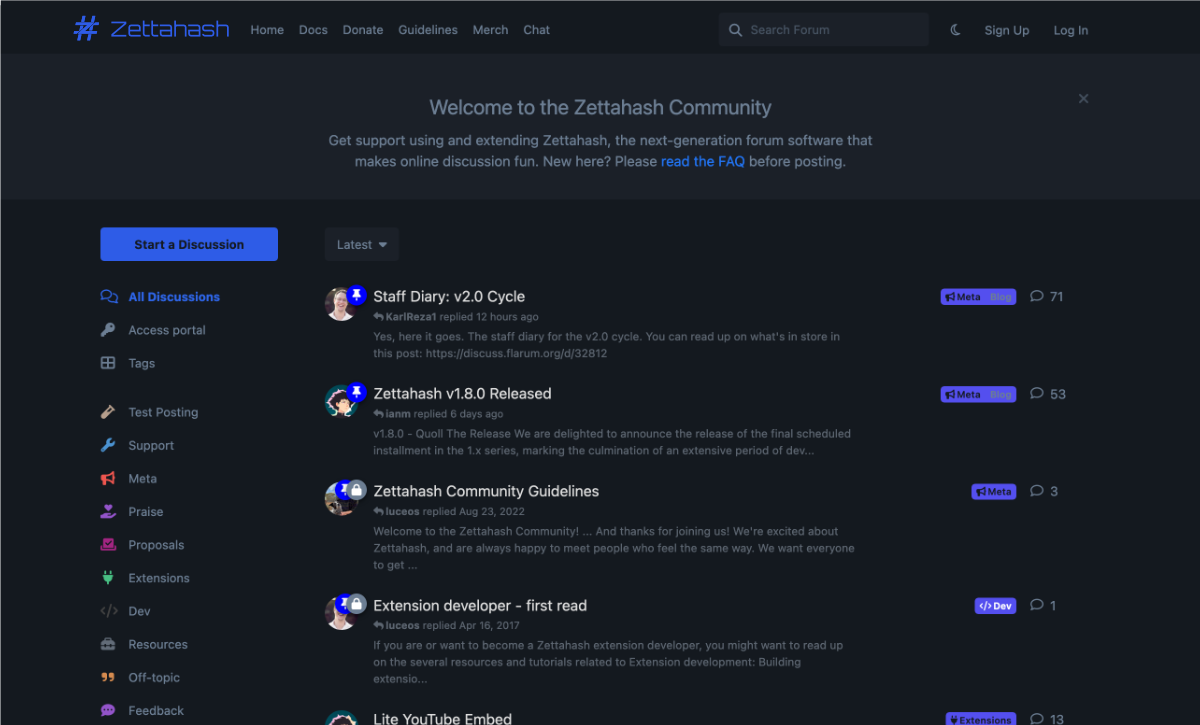 # Zettahash Home Docs Donate Guidelines Merch Chat Search Forum Sign Up Log In
Welcome to the Zettahash Community
Get support using and extending Zettahash, the next-generation forum software that
makes online discussion fun. New here? Please read the FAQ before posting.
Start a Discussion
Latest
All Discussions
Access portal
Tags
Test Posting
Support
Meta
Praise
Proposals
Extensions
Dev
Resources
Off-topic
Feedback
Staff Diary: v2.0 Cycle Meta Blog 71
KarlReza1 replied 12 hours ago
Yes, here it goes. The staff diary for the v2.0 cycle. You can read up on what's in store in
this post: https://discuss.flarum.org/d/32812
Zettahash v1.8.0 Released Meta Blog 53
ianm replied 6 days ago
v1.8.0 - Quoll The Release We are delighted to announce the release of the final scheduled
installment in the 1.x series, marking the culmination of an extensive period of dev...
Zettahash Community Guidelines Meta 3
luceos replied Aug 23, 2022
Welcome to the Zettahash Community! ... And thanks for joining us! We're excited about
Zettahash, and are always happy to meet people who feel the same way. We want everyone
to get ...
Extension developer - first read </> Dev 1
luceos replied Apr 16, 2017
If you are or want to become a Zettahash extension developer, you might want to read up
on the several resources and tutorials related to Extension development: Building
extensio...
Lite YouTube Embed Extensions 13